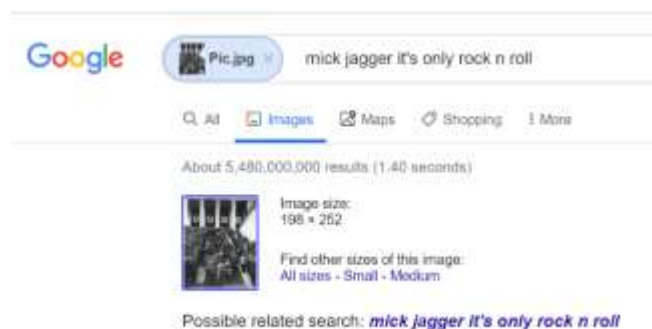 Google
Pic.jpg × mick jagger it's only rock n roll
All Images Maps Shopping More
About 5,480,000,000 results (1.40 seconds)
Image size:
198 × 252
Find other sizes of this image:
All sizes - Small - Medium
Possible related search: mick jagger it's only rock n roll